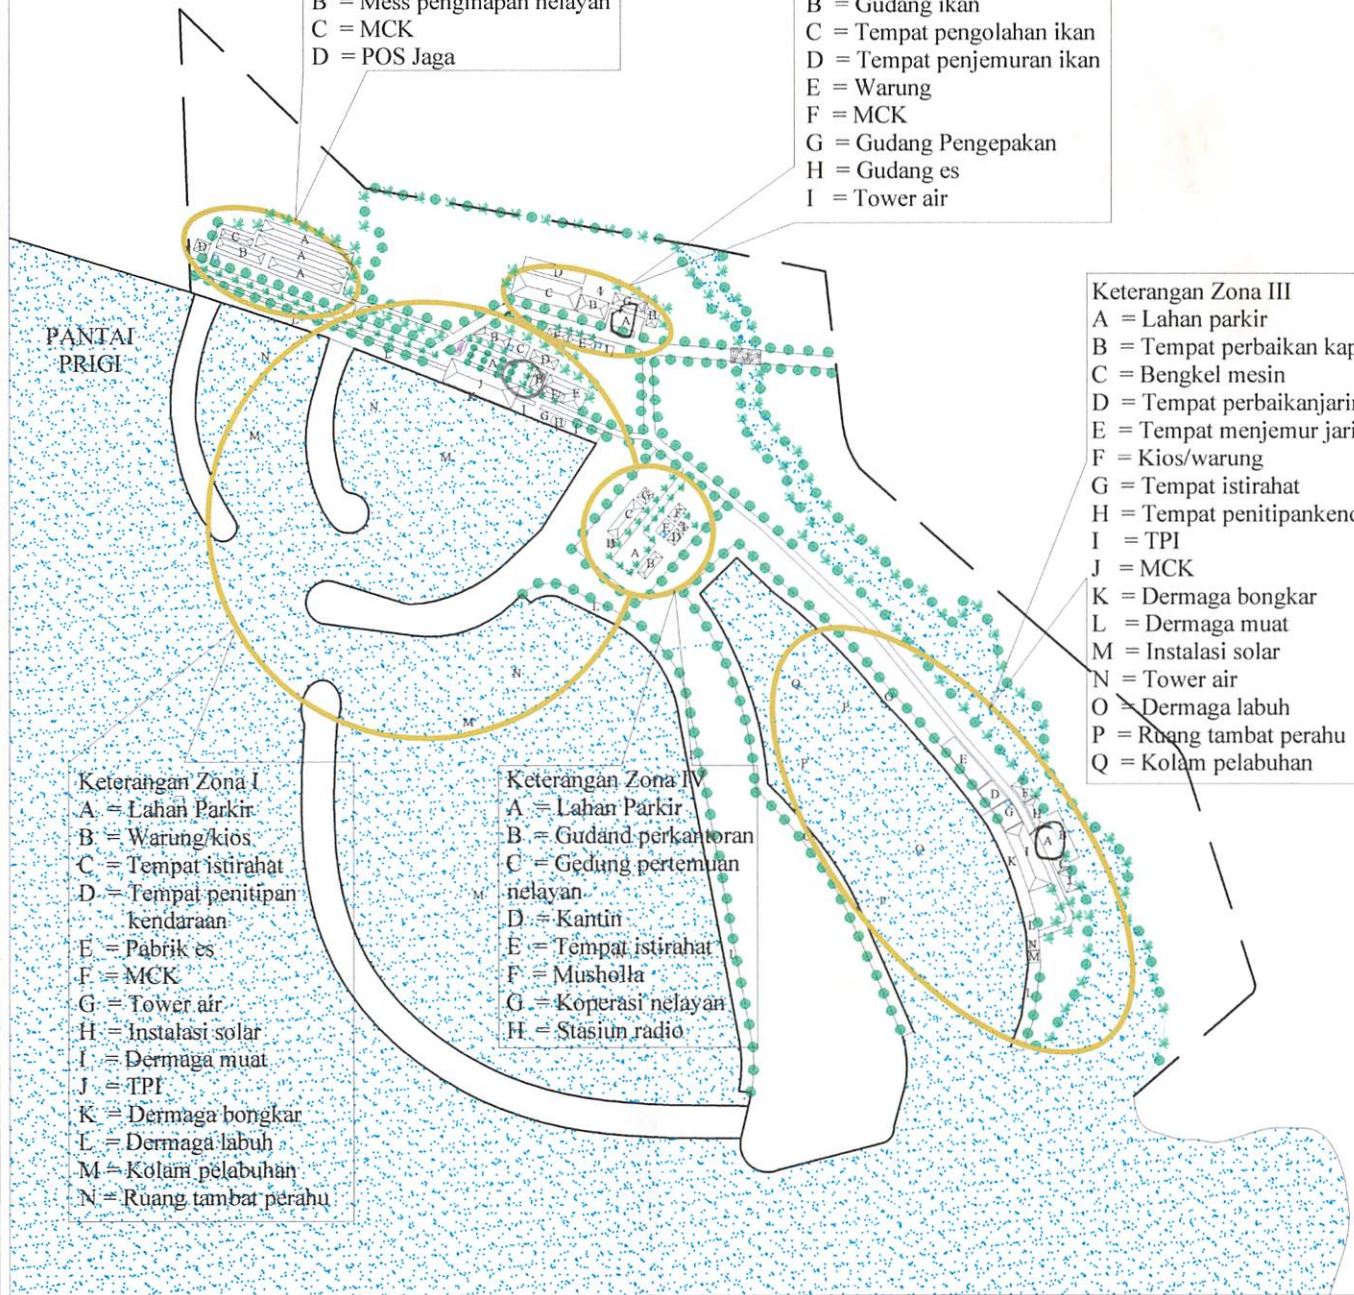 B = Mess penginapan nelayan
C = MCK
D = POS Jaga
B = Gudang ikan
C = Tempat pengolahan ikan
D = Tempat penjemuran ikan
E = Warung
F = MCK
G = Gudang Pengepakan
H = Gudang es
I = Tower air
PANTAI
PRIGI
Keterangan Zona III
A = Lahan parkir
B = Tempat perbaikan kap
C = Bengkel mesin
D = Tempat perbaikanjarin
E = Tempat menjemur jari
F = Kios/warung
G = Tempat istirahat
H = Tempat penitipankend
I = TPI
J = MCK
K = Dermaga bongkar
L = Dermaga muat
M = Instalasi solar
N = Tower air
O = Dermaga labuh
P = Ruang tambat perahu
Q = Kolam pelabuhan
Keterangan Zona I
A = Lahan Parkir
B = Warung/kios
C = Tempat istirahat
D = Tempat penitipan
kendaraan
E = Pabrik es
F = MCK
G = Tower air
H = Instalasi solar
I = Dermaga muat
J = TPI
K = Dermaga bongkar
L = Dermaga labuh
M = Kolam pelabuhan
N = Ruang tambat perahu
Keterangan Zona IV
A = Lahan Parkir
B = Gudand perkantoran
C = Gedung pertemuan
nelayan
D = Kantin
E = Tempat istirahat
F = Musholla
G = Koperasi nelayan
H = Stasiun radio